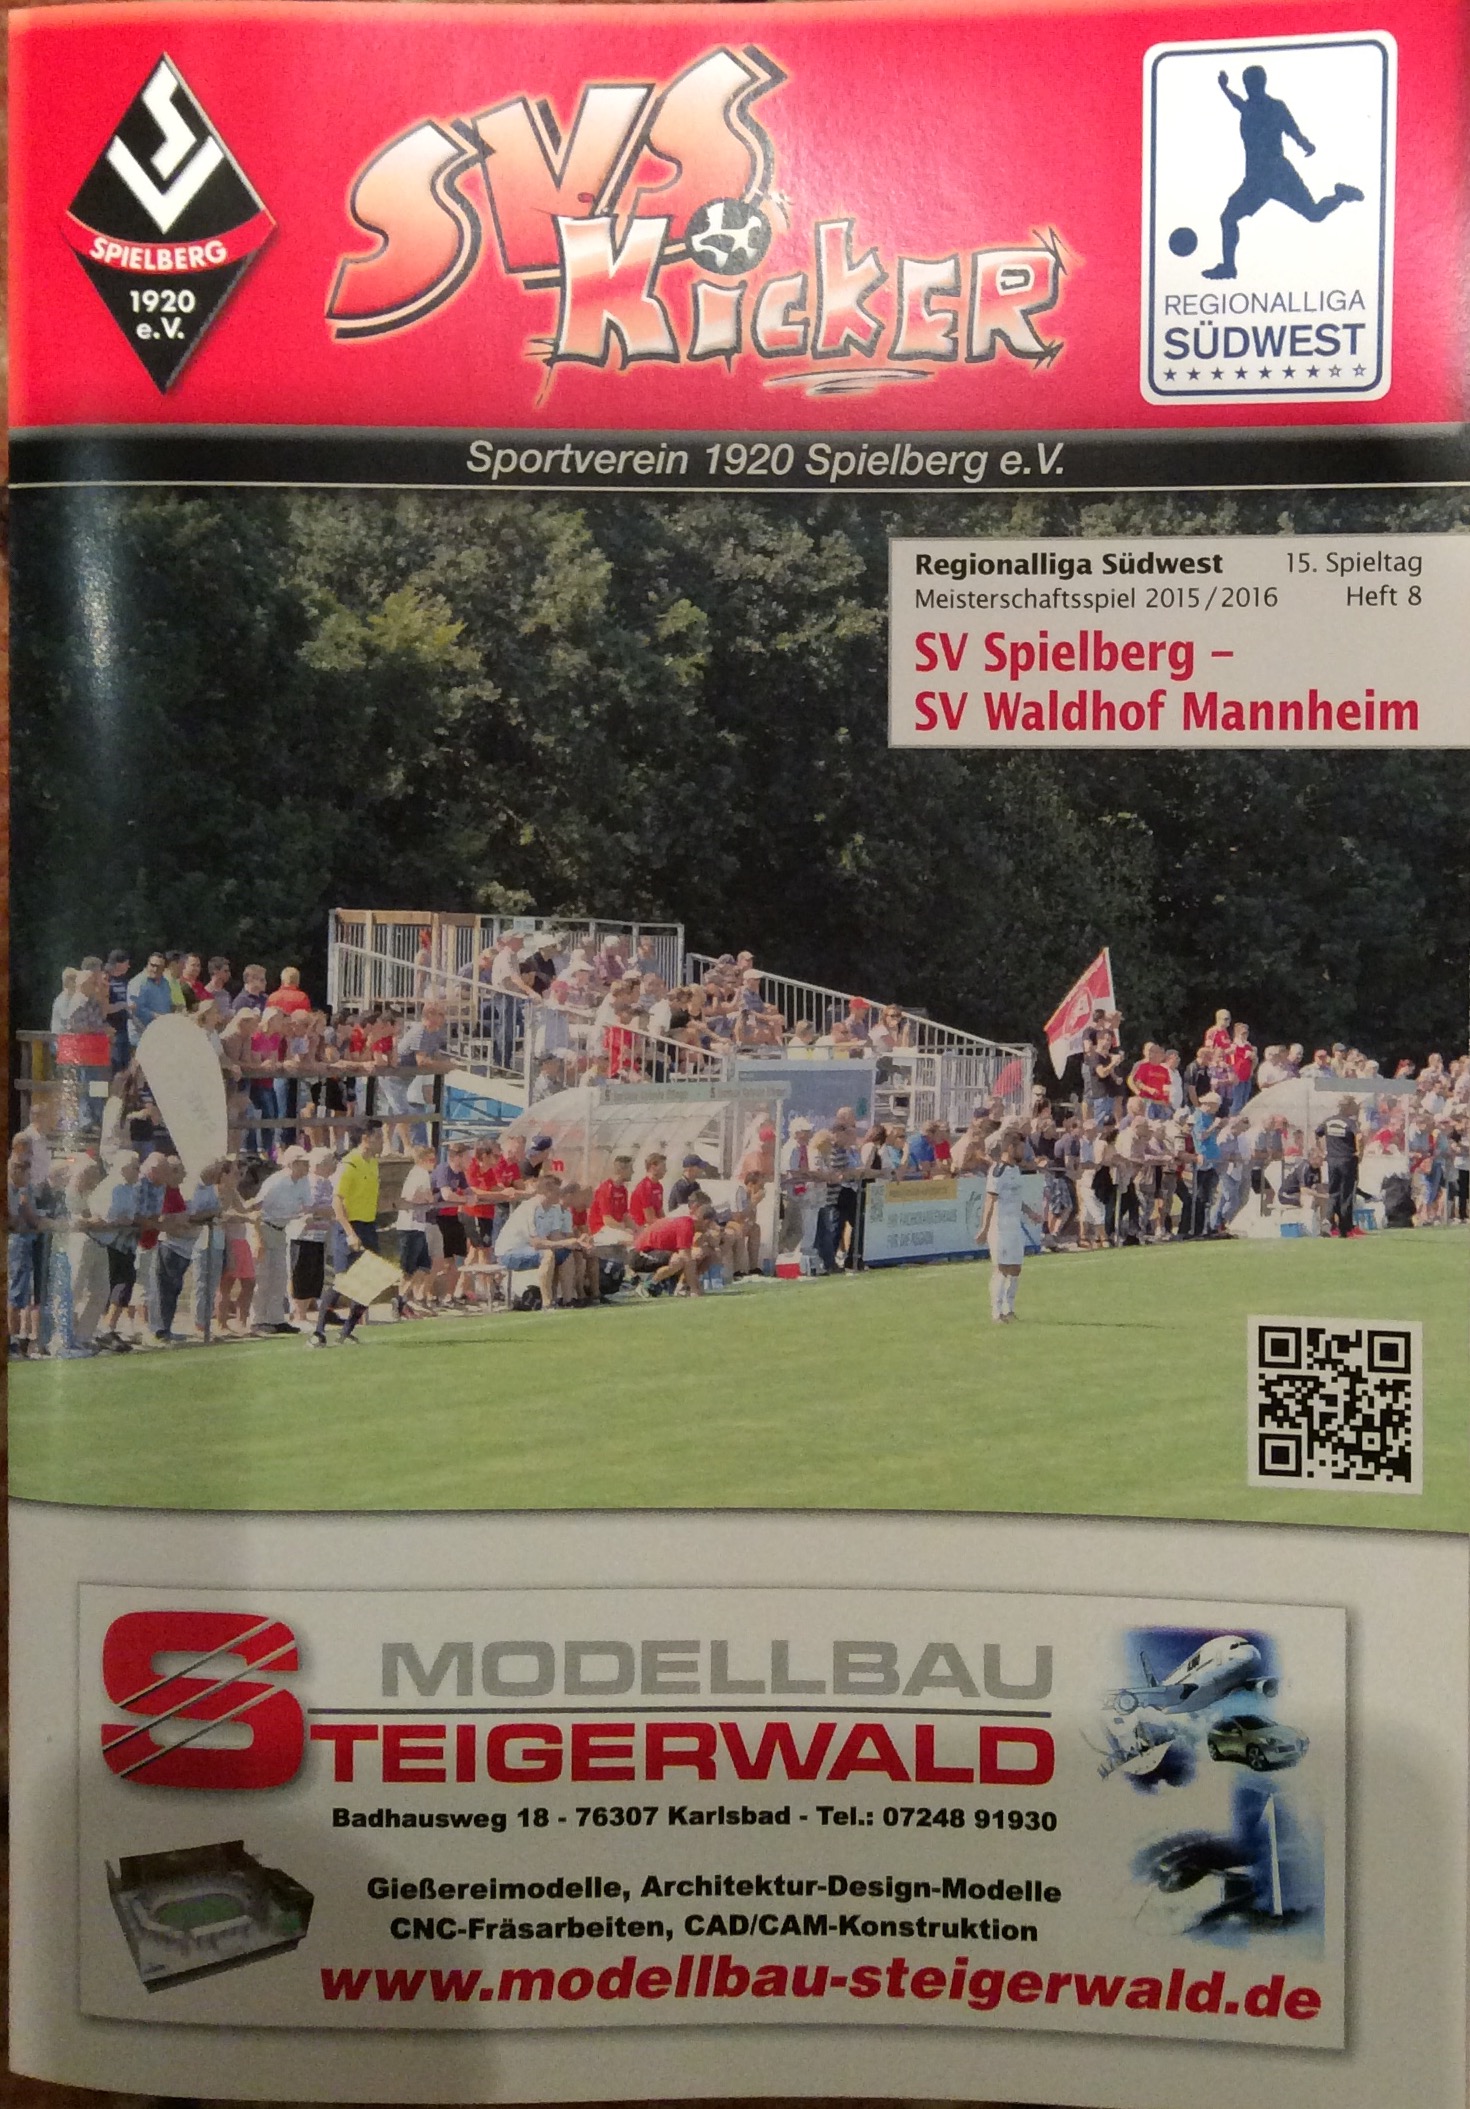 SVS
KicKER
SV
SPIELBERG
1920
e.V.
REGIONALLIGA
SÜDWEST
Sportverein 1920 Spielberg e.V.
Regionalliga Südwest 15. Spieltag
Meisterschaftsspiel 2015/2016 Heft 8
SV Spielberg –
SV Waldhof Mannheim
MODELLBAU
STEIGERWALD
Badhausweg 18 - 76307 Karlsbad - Tel.: 07248 91930
Gießereimodelle, Architektur-Design-Modelle
CNC-Fräsarbeiten, CAD/CAM-Konstruktion
www.modellbau-steigerwald.de